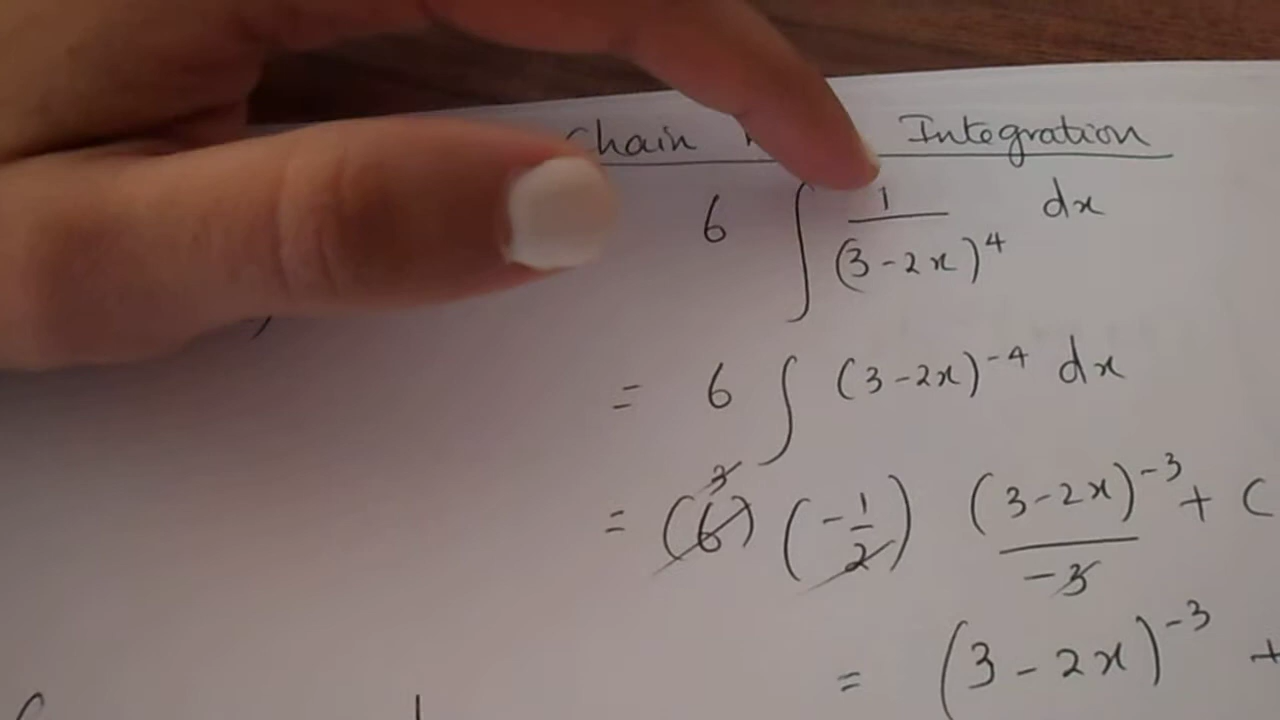 Chain Integration
6 ∫ 1/(3-2x)^4 dx
= 6 ∫ (3-2x)^-4 dx
3
= (6) (-1/2) (3-2x)^-3/-3 + C
= (3-2x)^-3 +